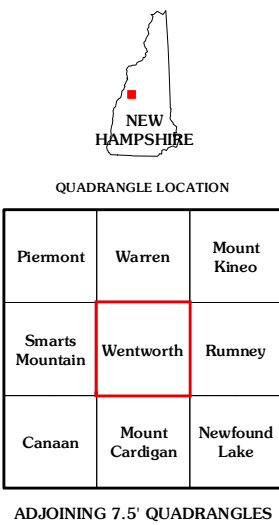 NEW
HAMPSHIRE
QUADRANGLE LOCATION
Piermont
Warren
Mount
Kineo
Smarts
Mountain
Wentworth
Rumney
Canaan
Mount
Cardigan
Newfound
Lake
ADJOINING 7.5' QUADRANGLES